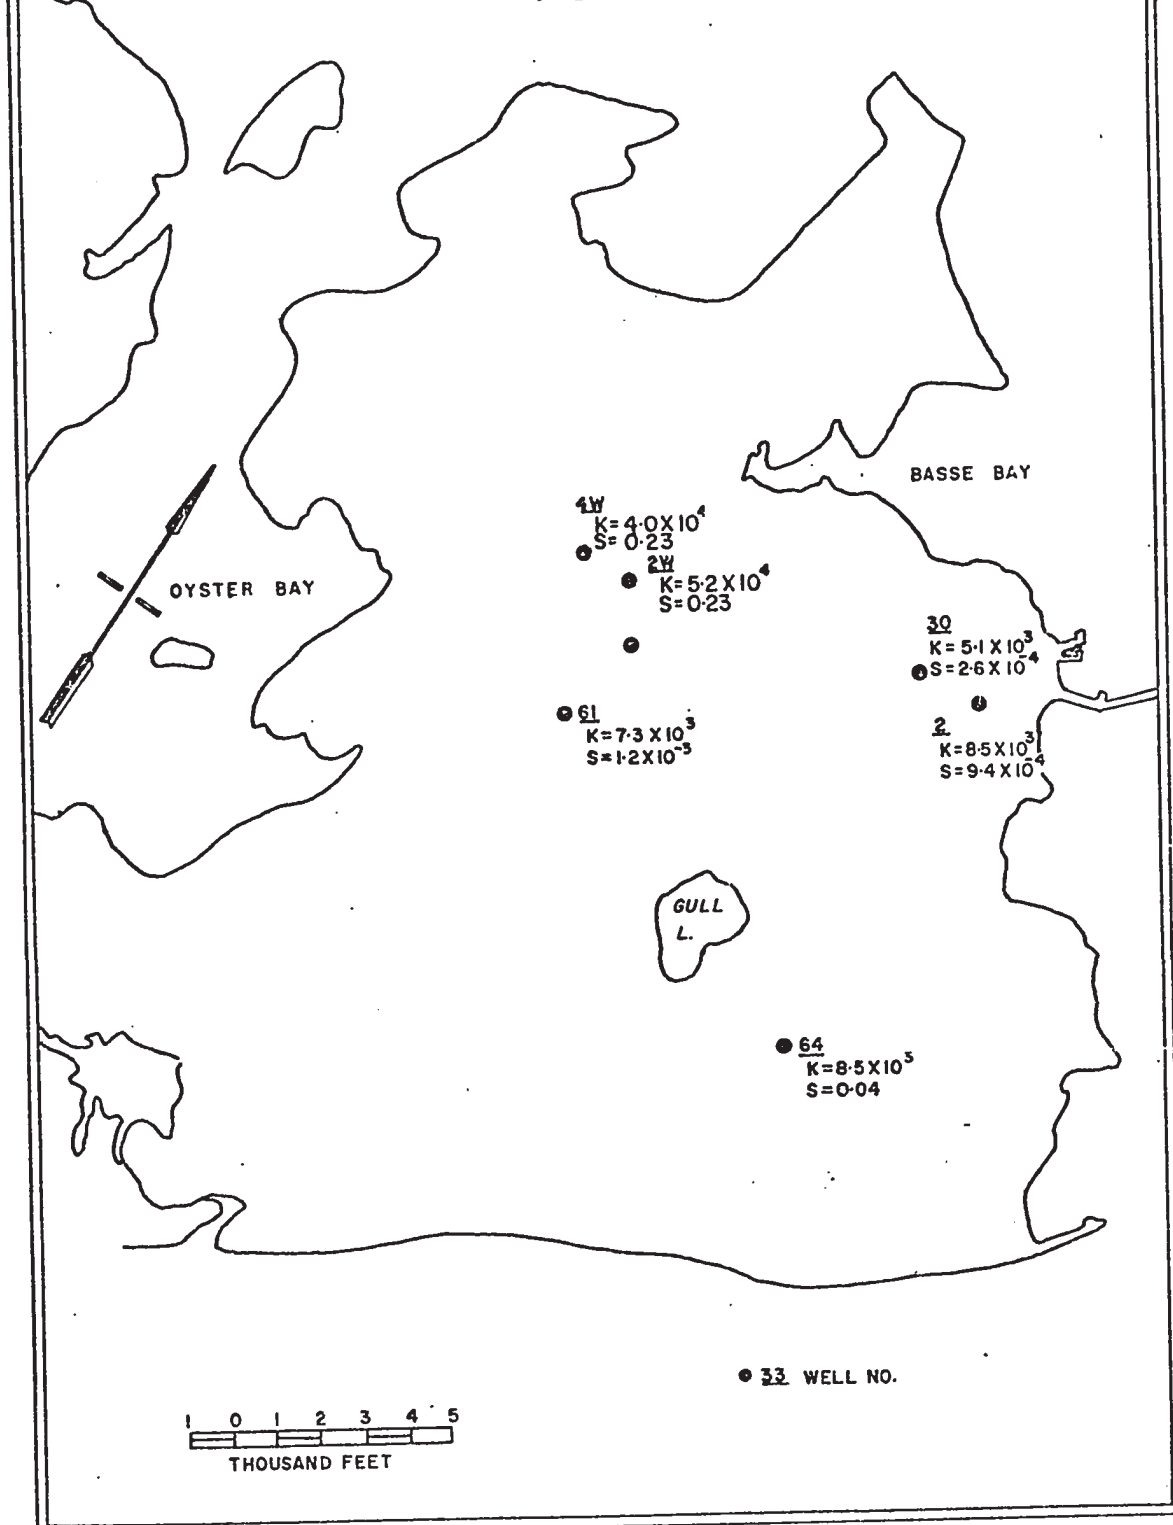 BASSE BAY
4W
K=4.0X10⁴
S=0.23
2W
K=5.2X10⁴
S=0.23
OYSTER BAY
30
K=5.1X10³
S=2.6X10⁻⁴
61
K=7.3X10³
S=1.2X10⁻³
2
K=8.5X10³
S=9.4X10⁻⁴
GULL
L.
64
K=8.5X10³
S=0.04
33 WELL NO.
1 0 1 2 3 4 5
THOUSAND FEET